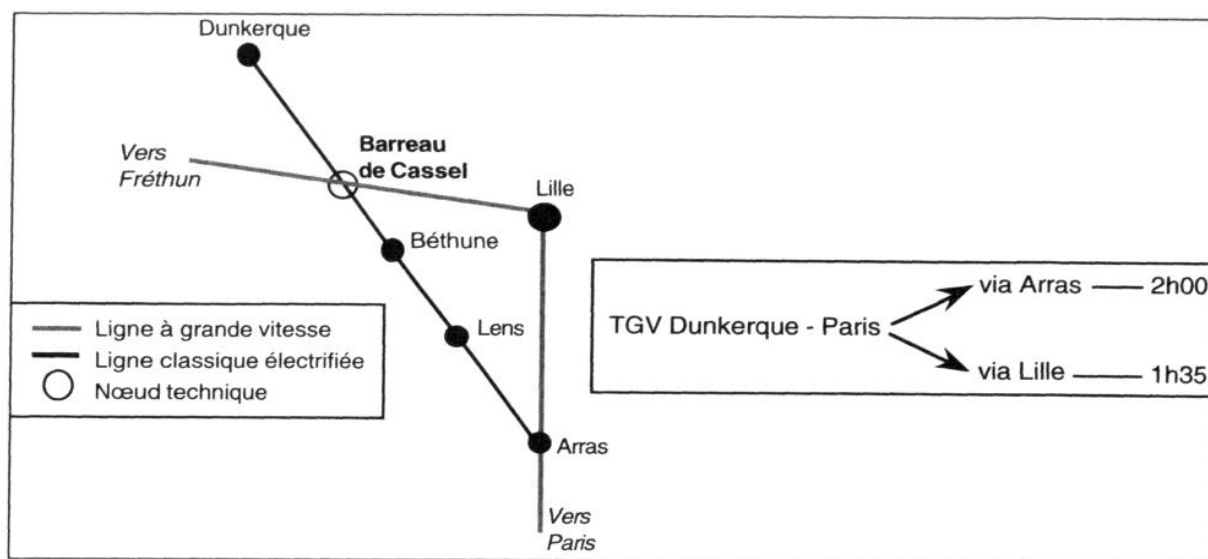 Dunkerque
Vers
Fréthun
Barreau
de Cassel
Lille
Béthune
Lens
Arras
Vers
Paris
Ligne à grande vitesse
Ligne classique électrifiée
Nœud technique
TGV Dunkerque - Paris
via Arras 2h00
via Lille 1h35